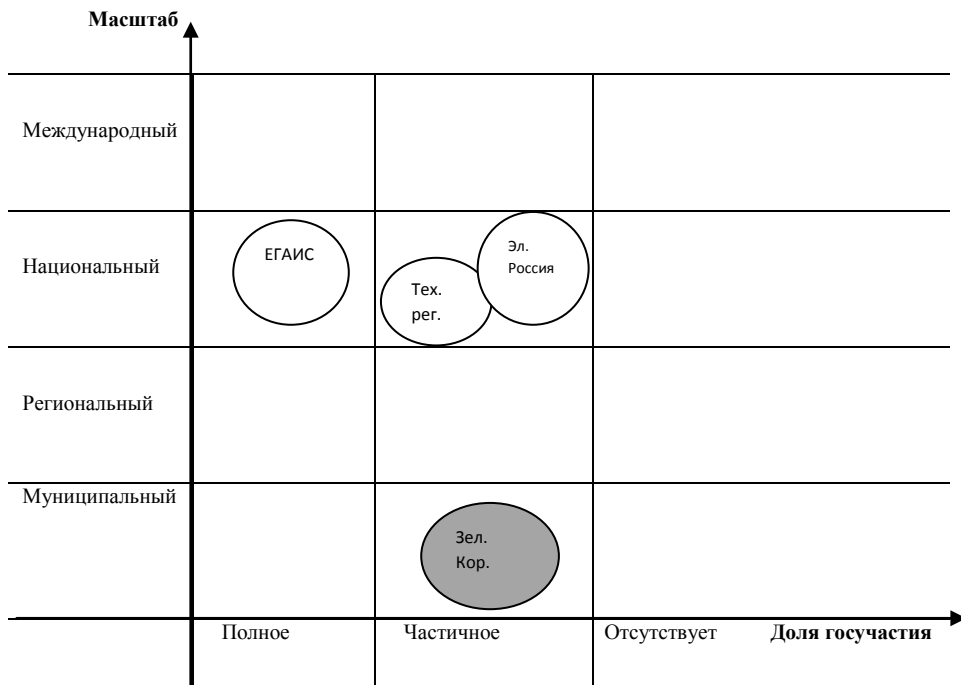 Масштаб
Международный
Национальный
ЕГАИС
Тех.
рег.
Эл.
Россия
Региональный
Муниципальный
Зел.
Кор.
Полное
Частичное
Отсутствует
Доля госучастия